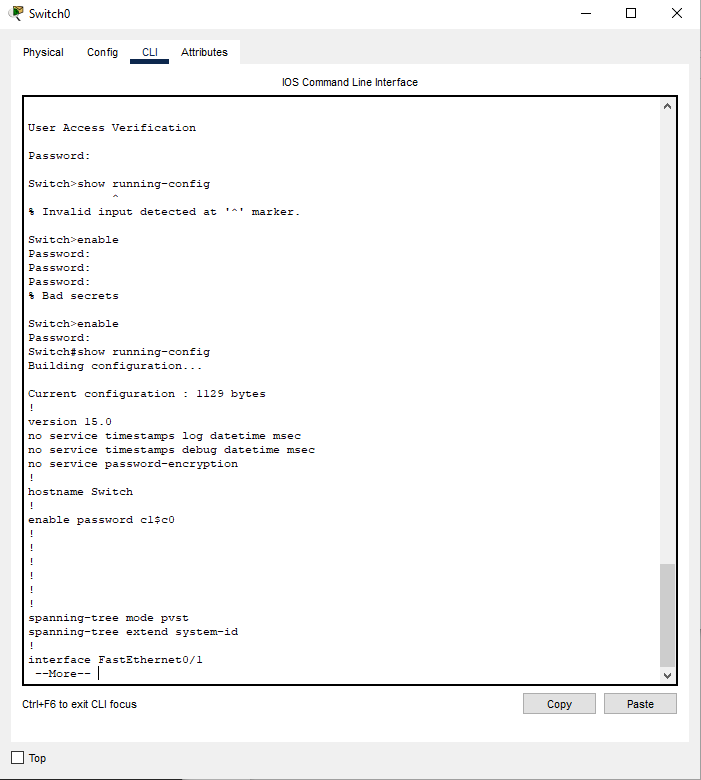 Switch0
Physical Config CLI Attributes
IOS Command Line Interface
User Access Verification
Password:
Switch>show running-config
^
% Invalid input detected at '^' marker.
Switch>enable
Password:
Password:
Password:
% Bad secrets
Switch>enable
Password:
Switch#show running-config
Building configuration...
Current configuration : 1129 bytes
!
version 15.0
no service timestamps log datetime msec
no service timestamps debug datetime msec
no service password-encryption
!
hostname Switch
!
enable password c1$c0
!
!
!
!
!
!
spanning-tree mode pvst
spanning-tree extend system-id
!
interface FastEthernet0/1
--More--
Ctrl+F6 to exit CLI focus
Copy Paste
Top